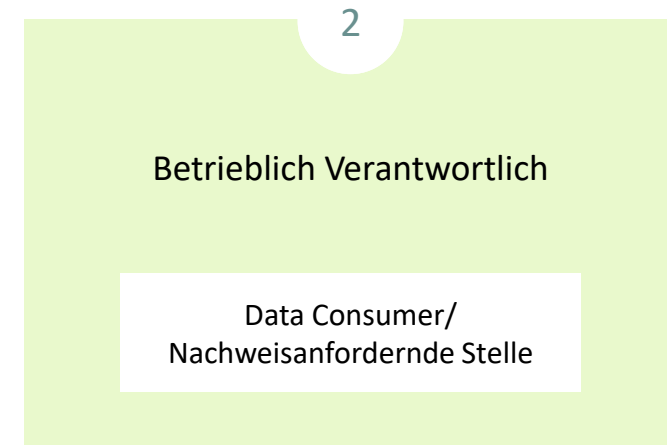 2
Betrieblich Verantwortlich
Data Consumer/
Nachweisanfordernde Stelle